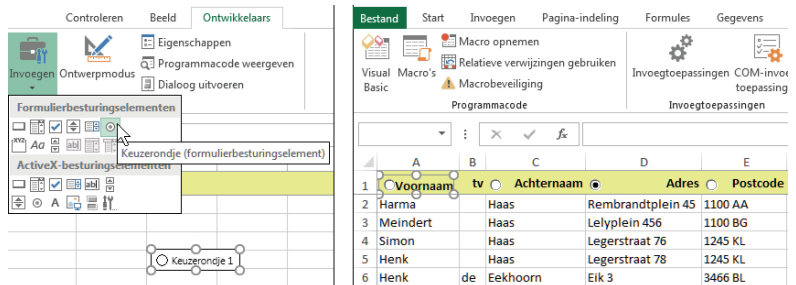 Controleren Beeld Ontwikkelaars
Invoegen Ontwerpmodus
Eigenschappen
Programmacode weergeven
Dialoog uitvoeren
Formulierbesturingselementen
XYZ Aa ab
Keuzerondje (formulierbesturingselement)
ActiveX-besturingselementen
ab
A
Keuzerondje 1
Bestand Start Invoegen Pagina-indeling Formules Gegevens
Visual Basic
Macro's
Macro opnemen
Relatieve verwijzingen gebruiken
Macrobeveiliging
Programmacode
Invoegtoepassingen
COM-invoe
toepassing
Invoegtoepassingen
fx
A B C D E
1 Voornaam tv Achternaam Adres Postcode
2 Harma Haas Rembrandtplein 45 1100 AA
3 Meindert Haas Lelyplein 456 1100 BG
4 Simon Haas Legerstraat 76 1245 KL
5 Henk Haas Legerstraat 78 1245 KL
6 Henk de Eekhoorn Eik 3 3466 BL